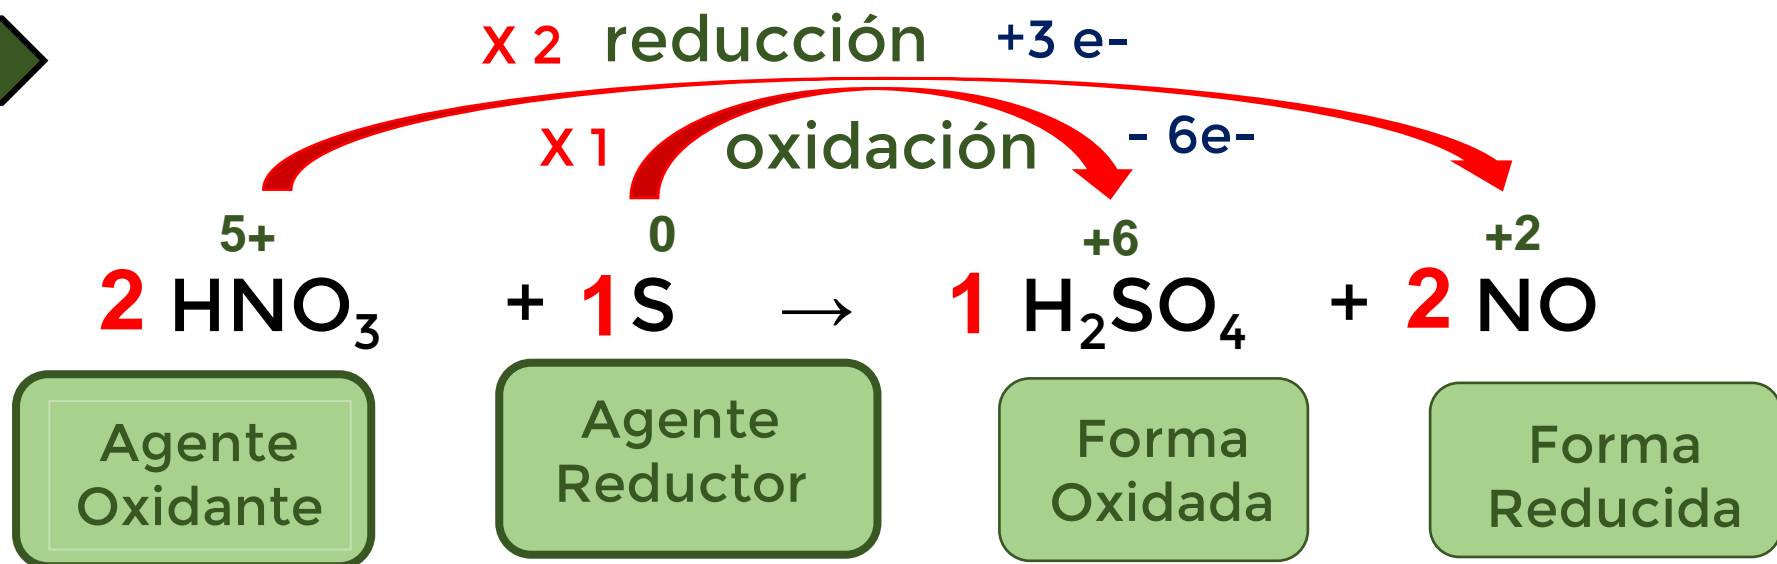 X 2 reducción +3 e-
X 1 oxidación - 6e-
5+ 0 +6 +2
2 HNO₃ + 1 S → 1 H₂SO₄ + 2 NO
Agente
Oxidante
Agente
Reductor
Forma
Oxidada
Forma
Reducida